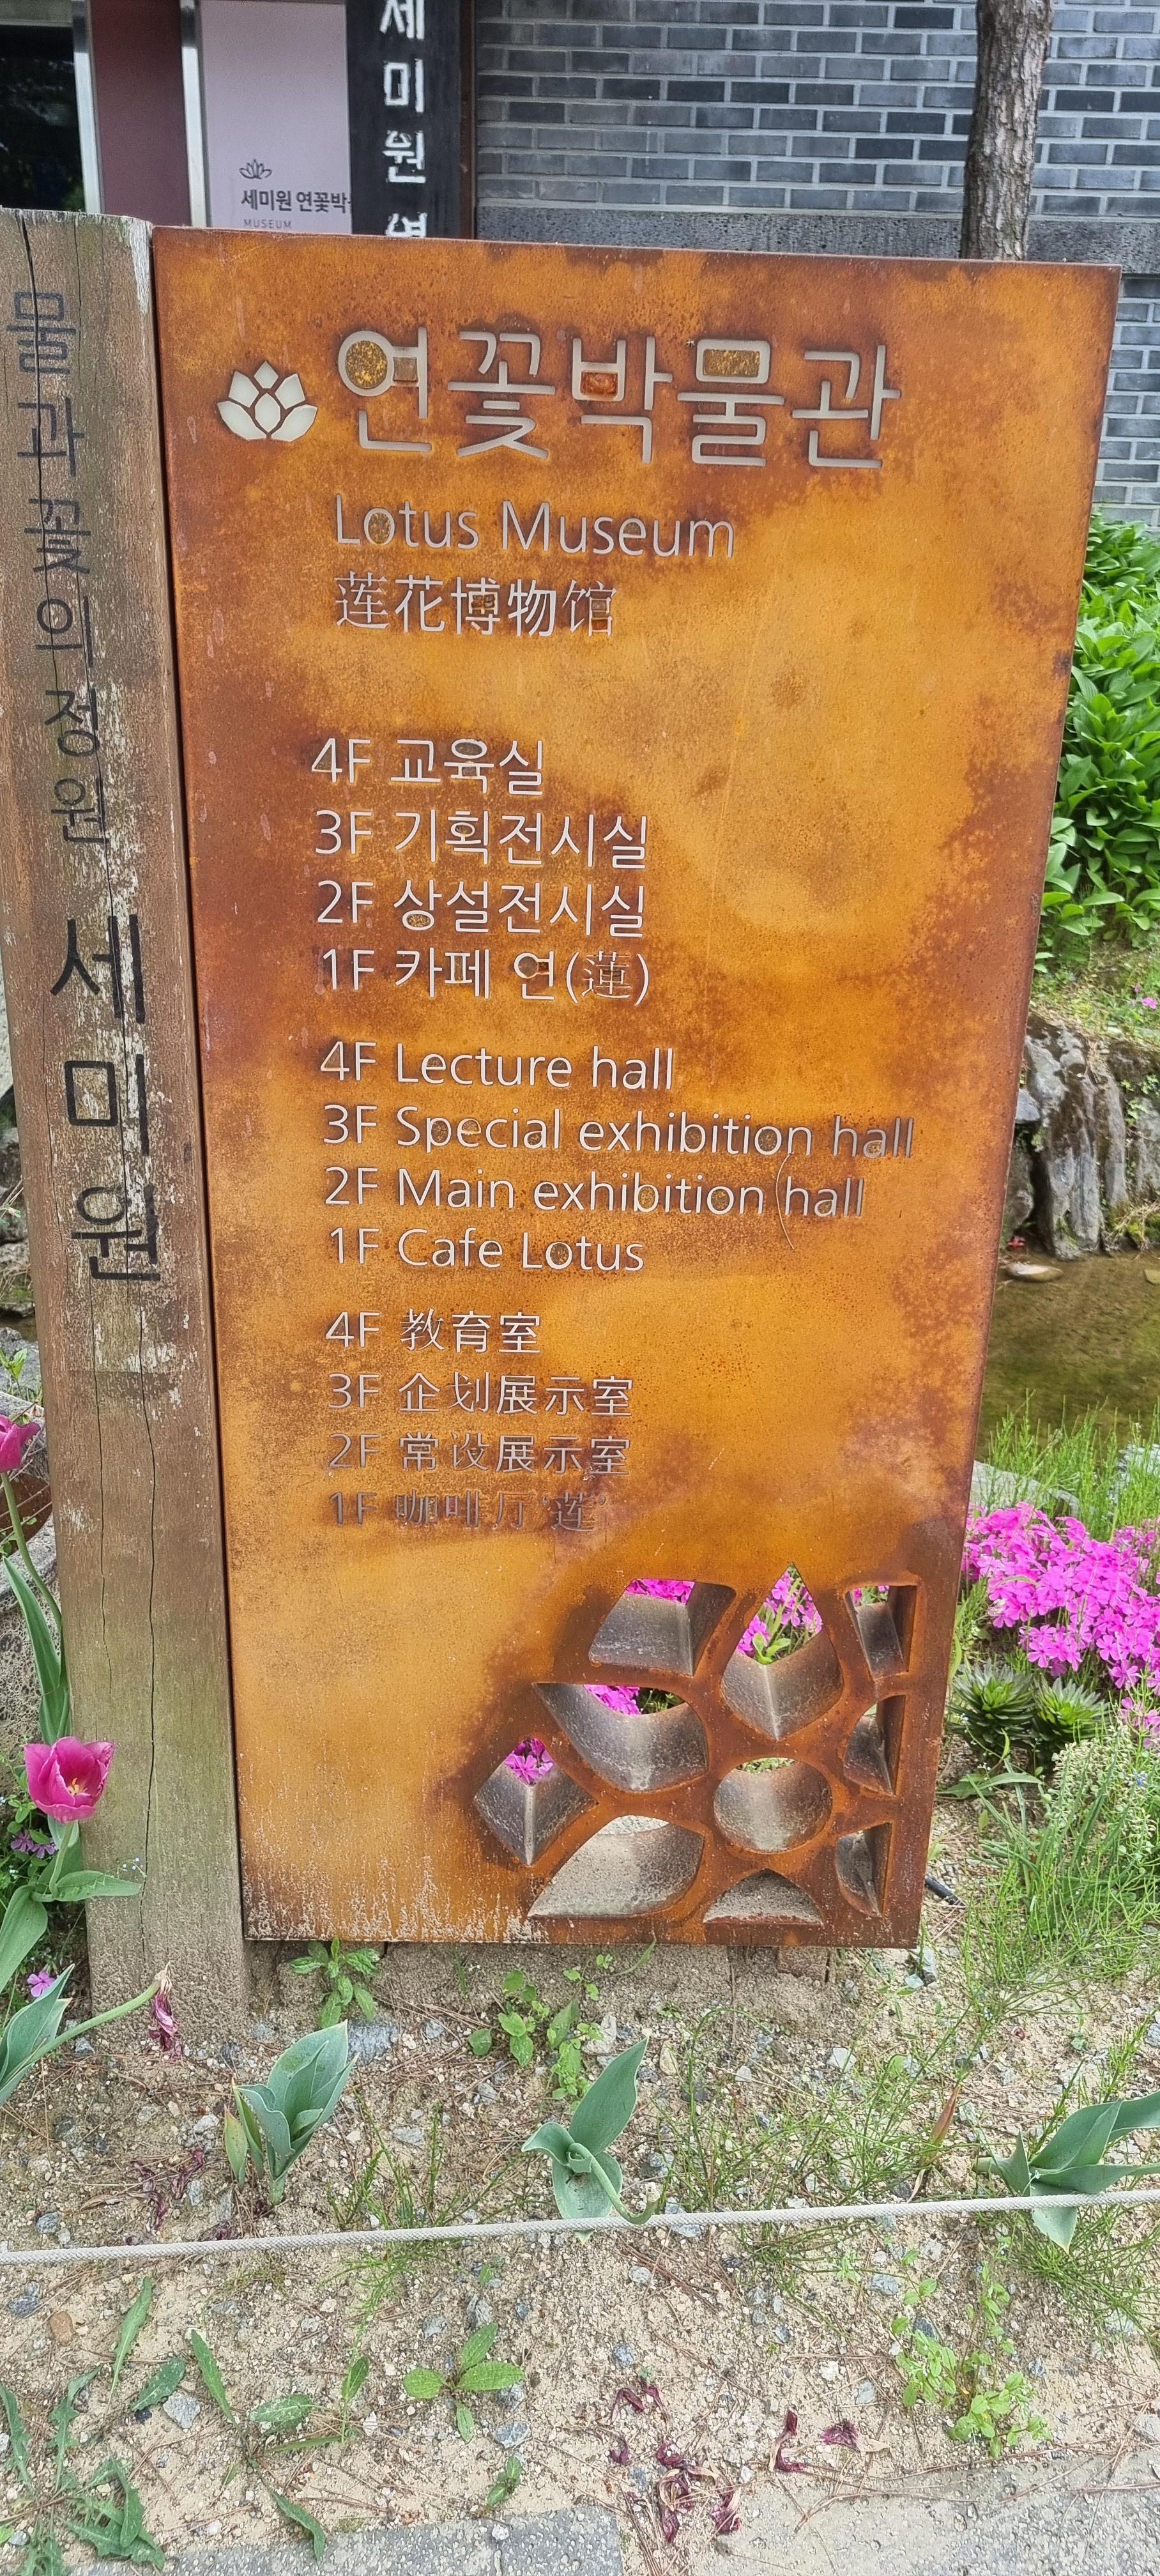 세미원 연
세미원 연꽃박
MUSEUM
물과 꽃의 정원 세미원
연꽃박물관
Lotus Museum
莲花博物馆
4F 교육실
3F 기획전시실
2F 상설전시실
1F 카페 연(蓮)
4F Lecture hall
3F Special exhibition hall
2F Main exhibition hall
1F Cafe Lotus
4F 教育室
3F 企划展示室
2F 常设展示室
1F 咖啡厅‘莲’